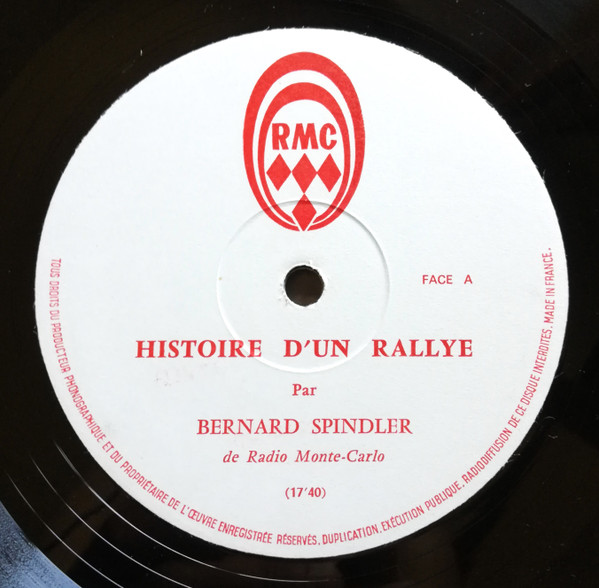 RMC
FACE A
HISTOIRE D'UN RALLYE
Par
BERNARD SPINDLER
de Radio Monte-Carlo
(17'40)
TOUS DROITS DU PRODUCTEUR PHONOGRAPHIQUE ET DU PROPRIÉTAIRE DE L'ŒUVRE ENREGISTRÉE RÉSERVÉS. DUPLICATION, EXÉCUTION PUBLIQUE, RADIODIFFUSION DE CE DISQUE INTERDITES. MADE IN FRANCE.